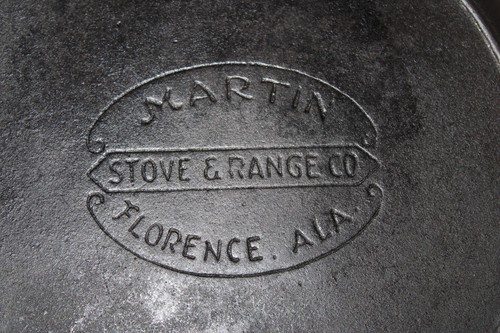 MARTIN
STOVE & RANGE CO
FLORENCE. ALA.